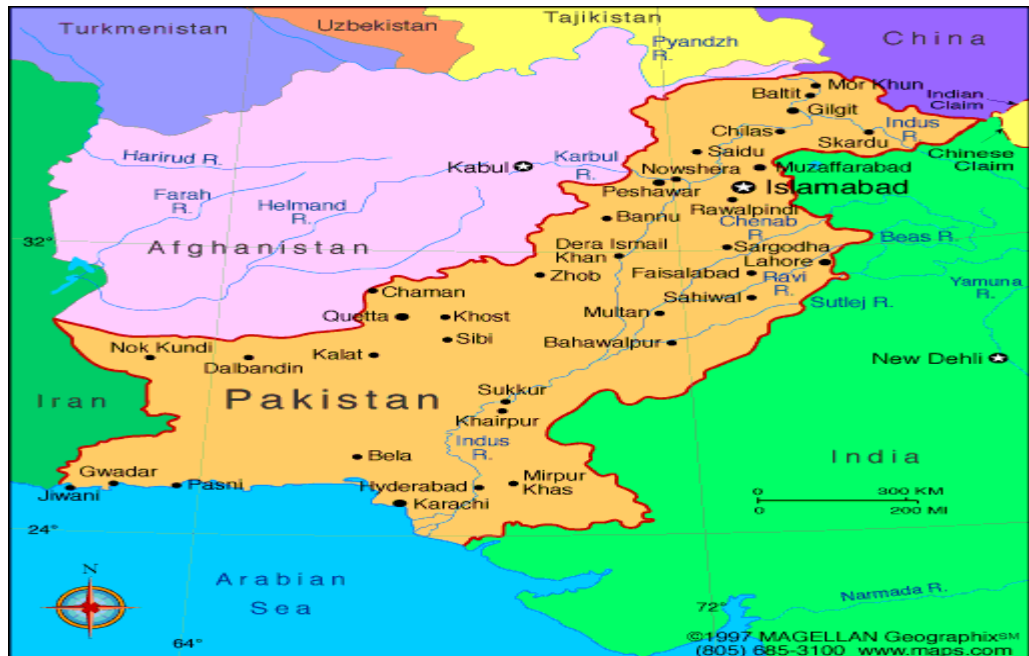 Turkmenistan
Uzbekistan
Tajikistan
China
Pyandzh
R.
Mor Khun
Baltit
Gilgit
Indian
Claim
Indus
R.
Chilas
Skardu
Chinese
Claim
Harirud R.
Saidu
Kabul
Karbul
R.
Nowshera
Muzaffarabad
Peshawar
Islamabad
Farah
R.
Helmand
R.
Rawalpindi
Bannu
Chenab
R.
Beas R.
32°
Afghanistan
Dera Ismail
Khan
Sargodha
Lahore
Zhob
Faisalabad
Ravi
R.
Yamuna
R.
Chaman
Sahiwal
Sutlej R.
Quetta
Khost
Multan
Sibi
Bahawalpur
Nok Kundi
Dalbandin
Kalat
New Dehli
Iran
Pakistan
Sukkur
Khairpur
Indus
R.
Bela
India
Gwadar
Jiwani
Pasni
Hyderabad
Mirpur
Khas
Karachi
0 300 KM
0 200 MI
24°
Arabian
Sea
N
Narmada R.
72°
64°
©1997 MAGELLAN Geographix℠
(805) 685-3100 www.maps.com